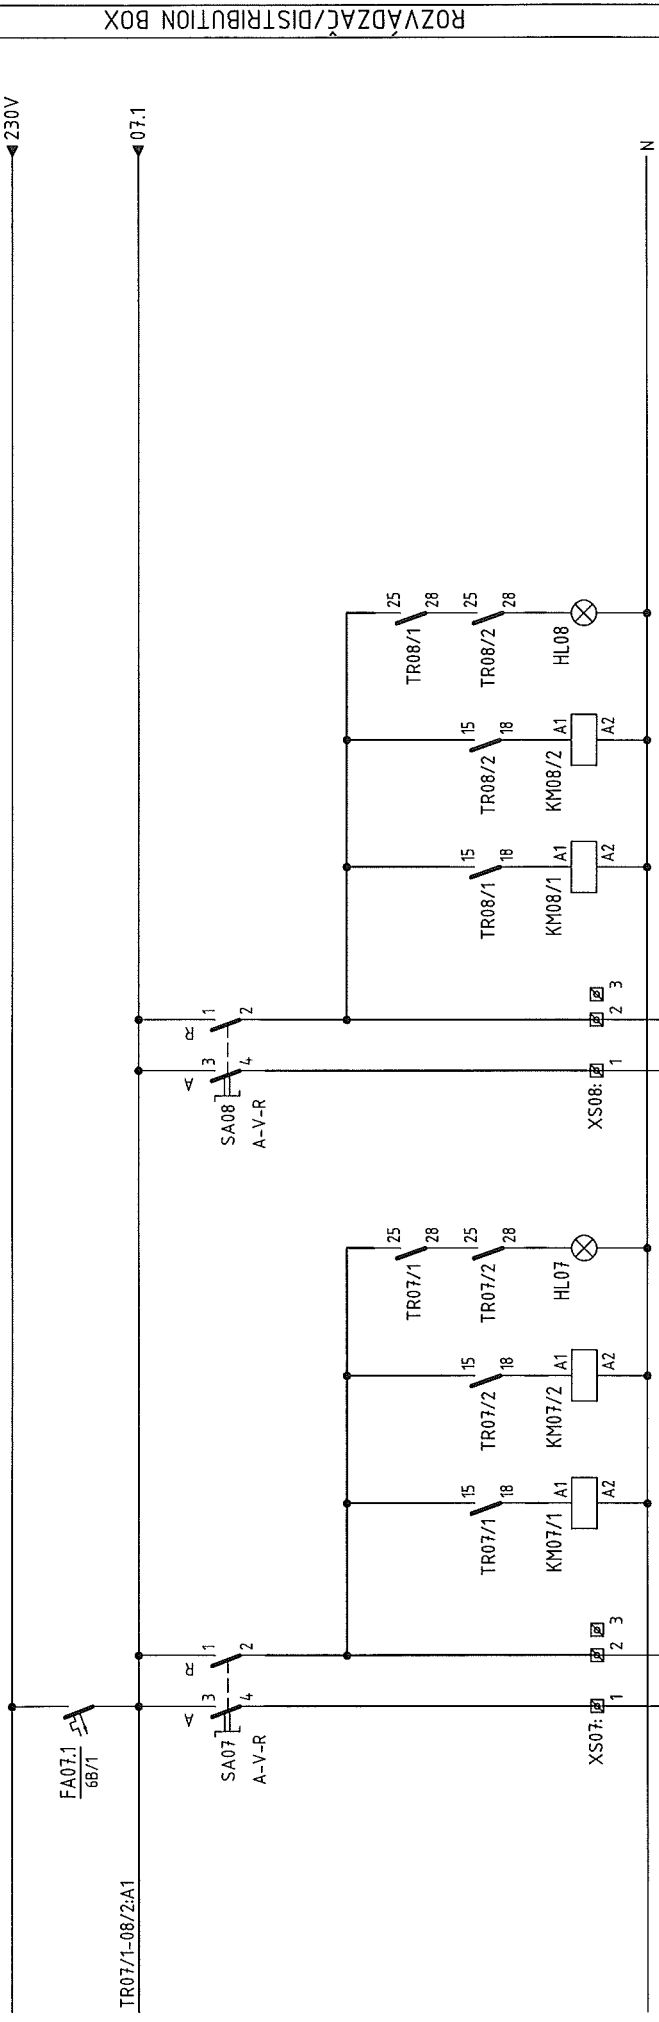 ROZVÁDZAČ/DISTRIBUTION BOX
230V
07.1
N
FA07.1
6B/1
TR07/1-08/2:A1
A
R
3
1
4
2
SA07
A-V-R
XS07:
1
2
3
TR07/1
15
18
KM07/1
A1
A2
TR07/2
15
18
KM07/2
A1
A2
TR07/1
25
28
TR07/2
25
28
HL07
A
R
3
1
4
2
SA08
A-V-R
XS08:
1
2
3
TR08/1
15
18
KM08/1
A1
A2
TR08/2
15
18
KM08/2
A1
A2
TR08/1
25
28
TR08/2
25
28
HL08